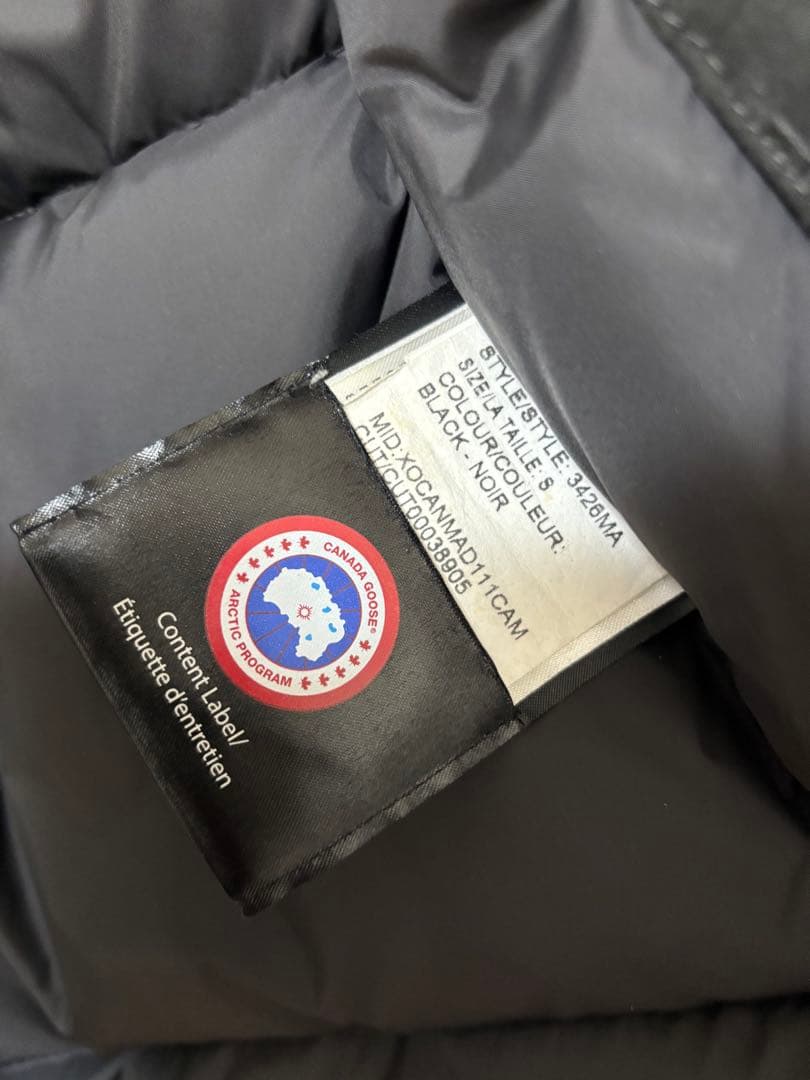 STYLE/STYLE: 3426MA
SIZE/LA TAILLE: S
COLOUR/COULEUR:
BLACK - NOIR
MID:XOCANMAD111CAM
CUT/CUT00038905
CANADA GOOSE®
ARCTIC PROGRAM
Content Label/
Étiquette d'entretien